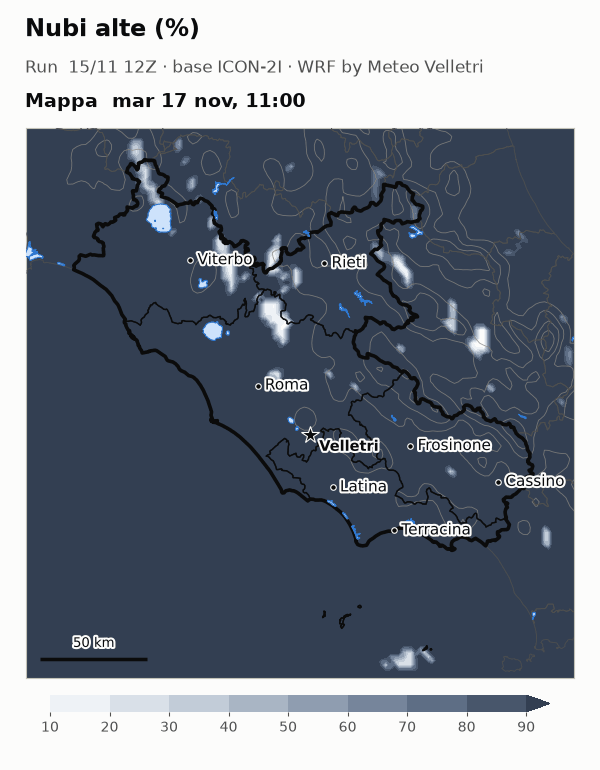 Nubi alte (%)
Run  15/11 12Z · base ICON-2I · WRF by Meteo Velletri
Mappa  mar 17 nov, 11:00
Viterbo
Rieti
Roma
Velletri
Frosinone
Cassino
Latina
Terracina
50 km
10 20 30 40 50 60 70 80 90